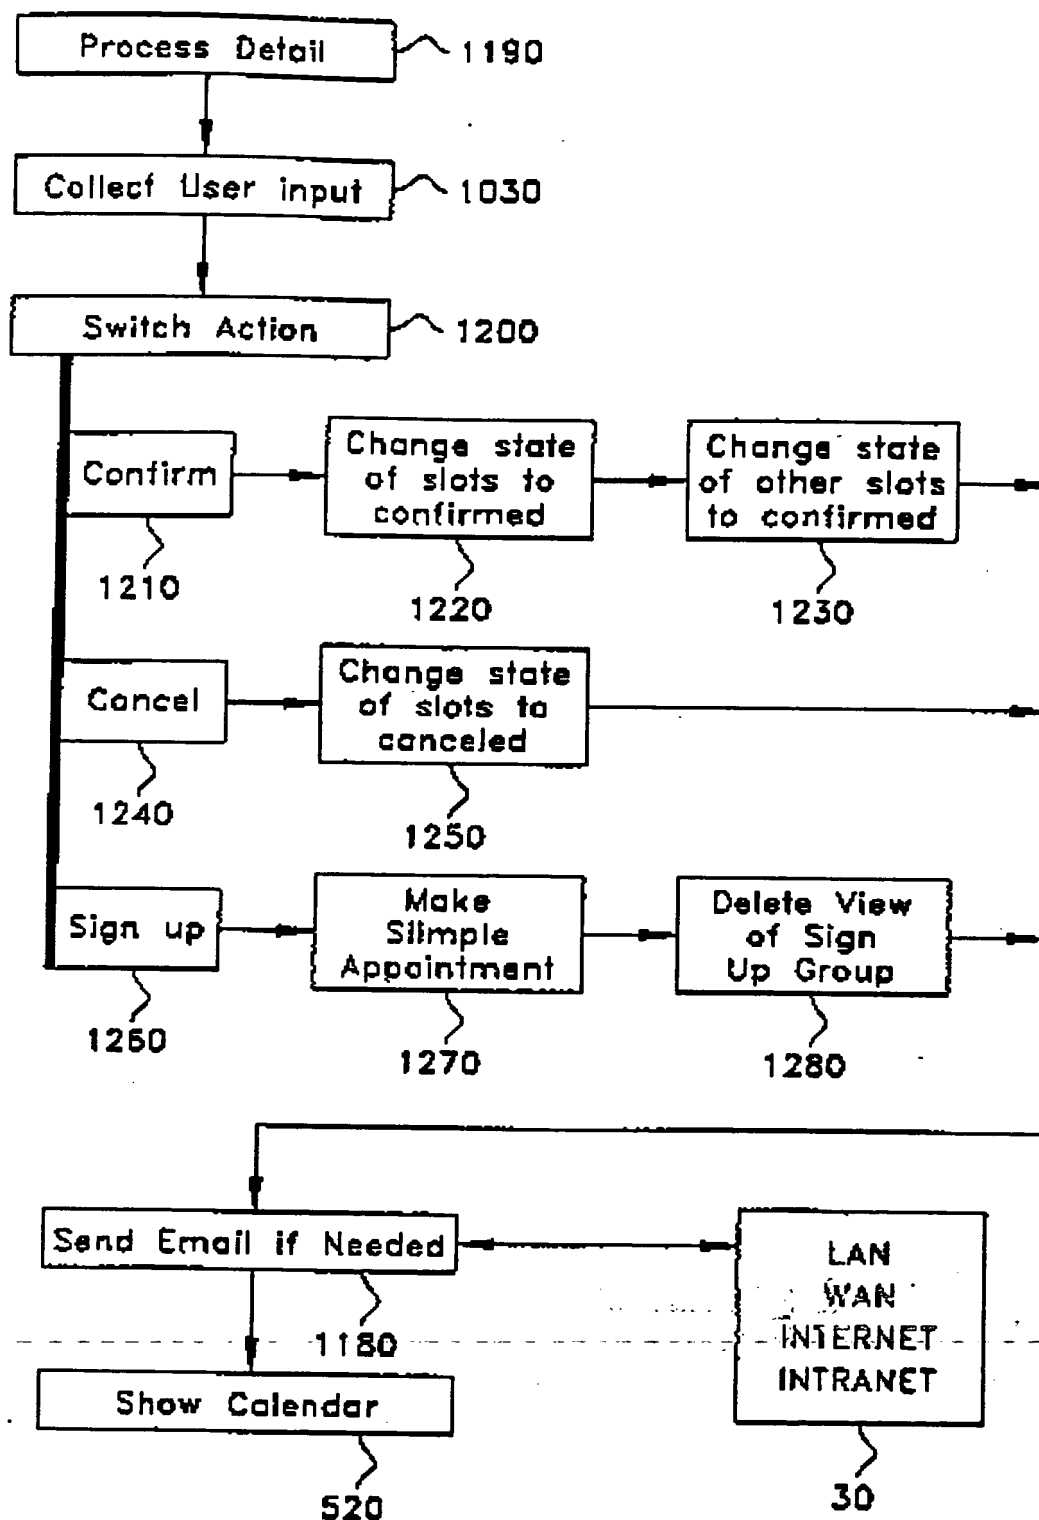 Process Detail
1190
Collect User input
1030
Switch Action
1200
Confirm
1210
Change state
of slots to
confirmed
1220
Change state
of other slots
to confirmed
1230
Cancel
1240
Change state
of slots to
canceled
1250
Sign up
1260
Make
Slimple
Appointment
1270
Delete View
of Sign
Up Group
1280
Send Email if Needed
1180
LAN
WAN
INTERNET
INTRANET
30
Show Calendar
520